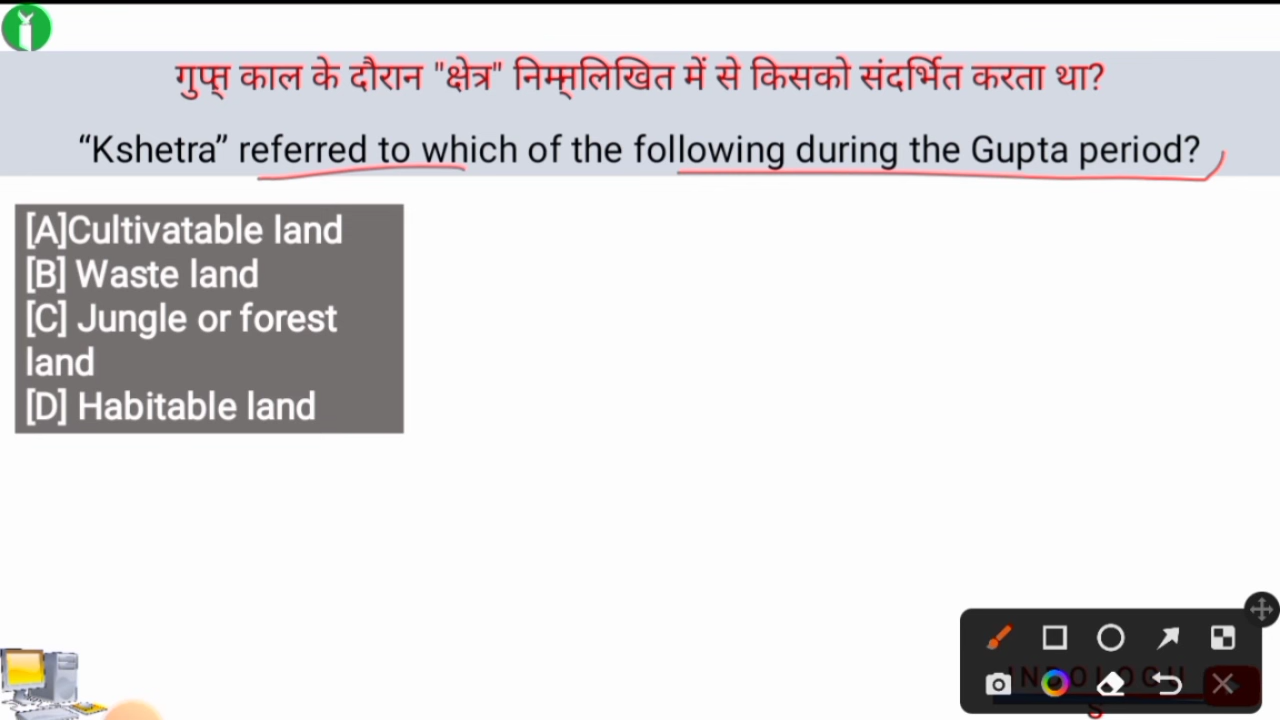 गुप्त काल के दौरान "क्षेत्र" निम्नलिखित में से किसको संदर्भित करता था?
“Kshetra” referred to which of the following during the Gupta period?
[A]Cultivatable land
[B] Waste land
[C] Jungle or forest
land
[D] Habitable land
INDOLOGU
S